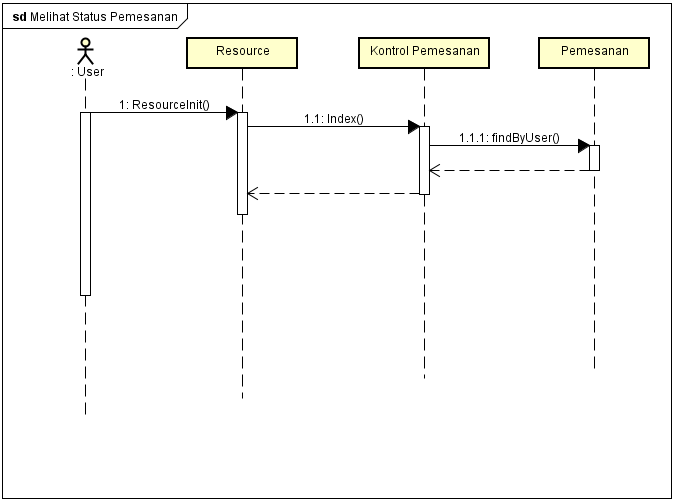 sd Melihat Status Pemesanan
: User
Resource
Kontrol Pemesanan
Pemesanan
1: ResourceInit()
1.1: Index()
1.1.1: findByUser()